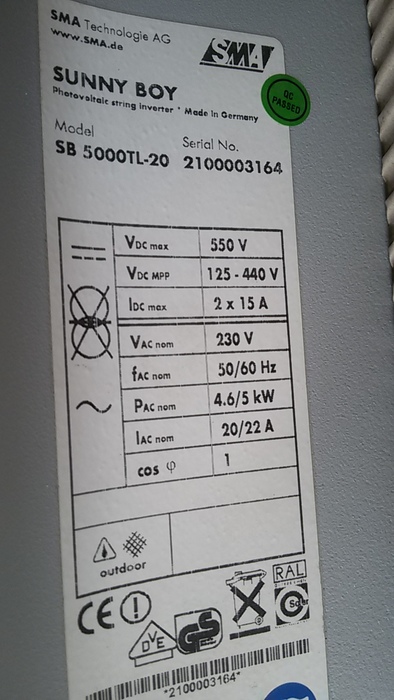 SMA Technologie AG
www.SMA.de
SMA
SUNNY BOY
Photovoltaic string inverter * Made in Germany
QC
PASSED
Model
SB 5000TL-20
Serial No.
2100003164
VDC max 550 V
VDC MPP 125 - 440 V
IDC max 2 x 15 A
VAC nom 230 V
fAC nom 50/60 Hz
PAC nom 4.6/5 kW
IAC nom 20/22 A
cos φ 1
outdoor
CE
DVE
GS
RAL
*2100003164*